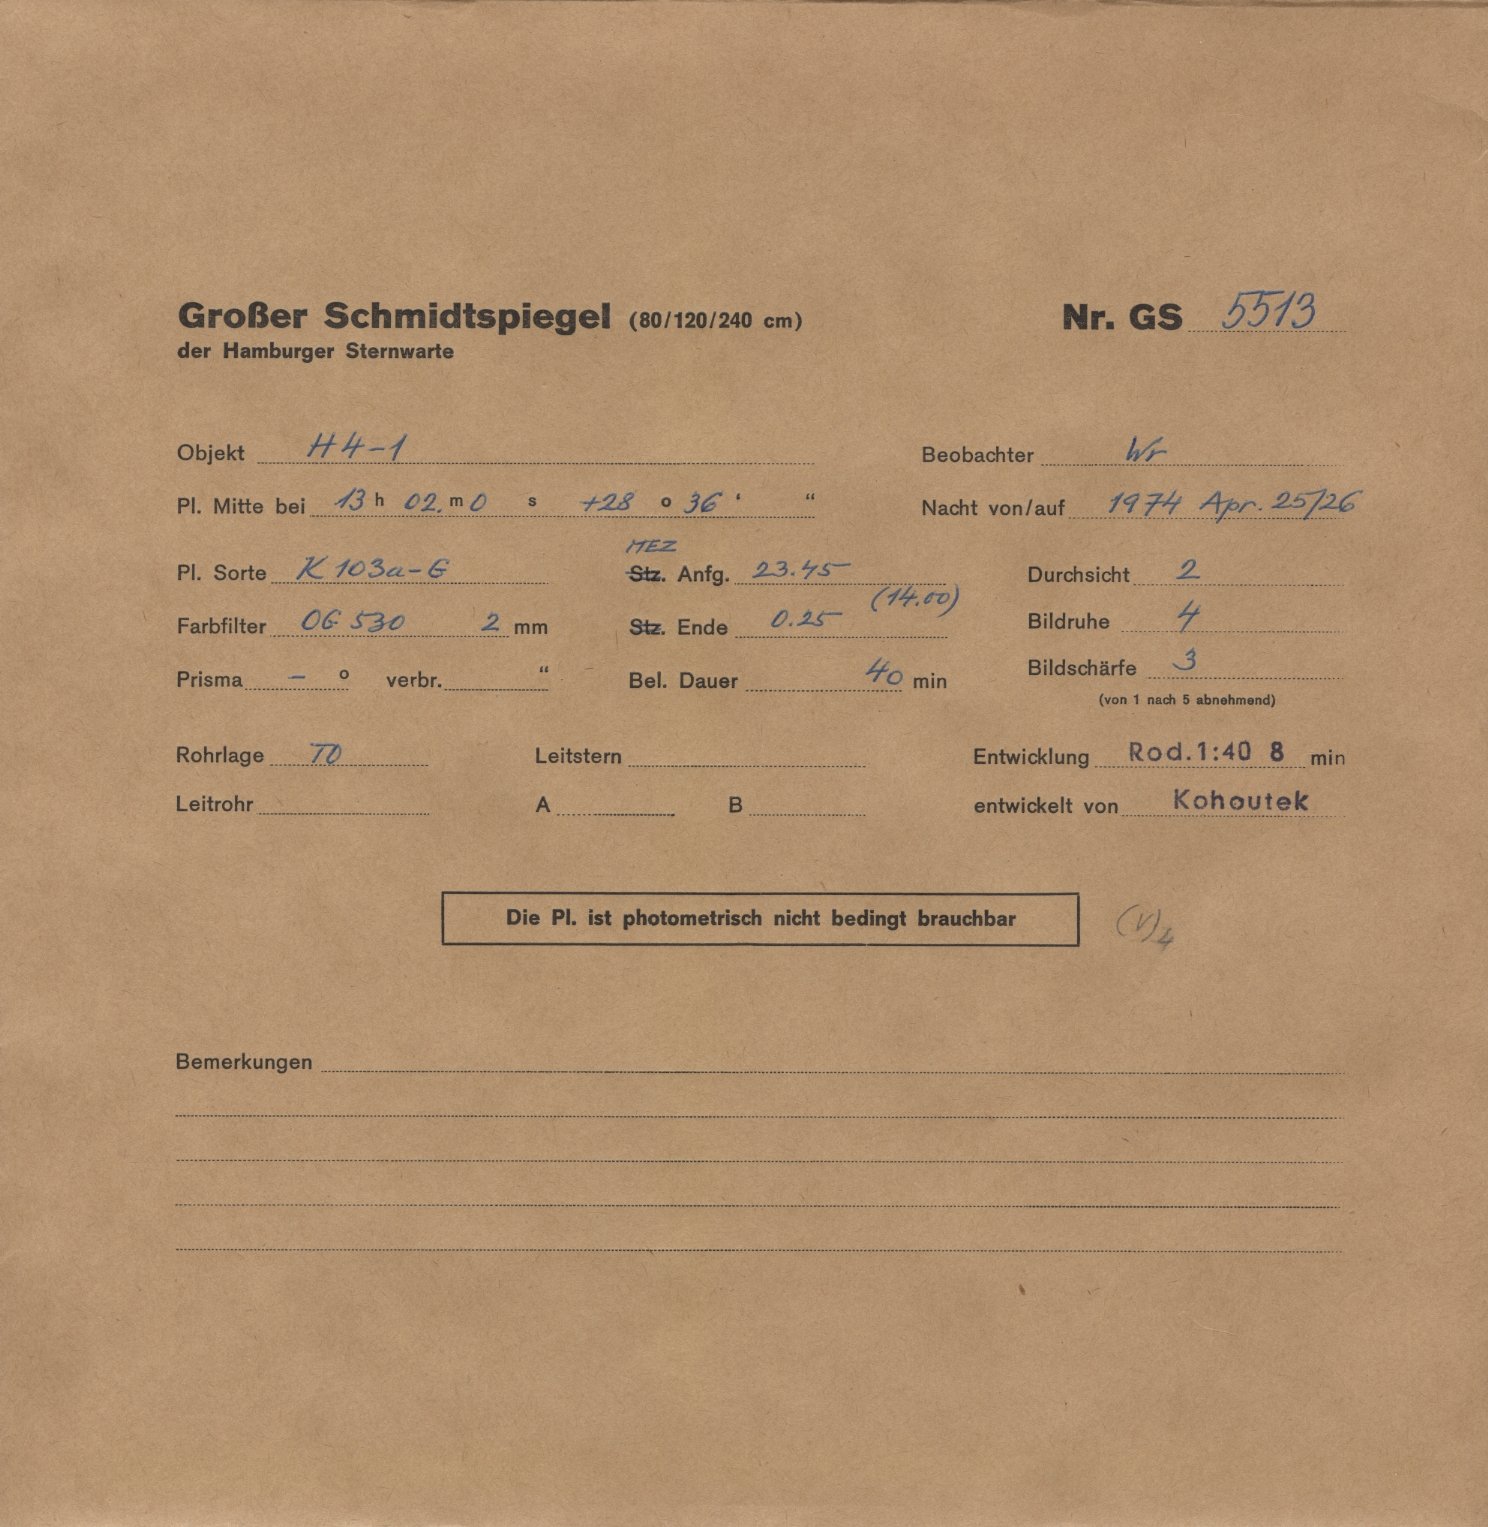 Großer Schmidtspiegel (80/120/240 cm) Nr. GS 5513
der Hamburger Sternwarte
Objekt H4-1 Beobachter Wr
Pl. Mitte bei 13 h 02. m 0 s +28 o 36 ‘ “ Nacht von/auf 1974 Apr. 25/26
MEZ
Pl. Sorte K 103a-G Stz. Anfg. 23.45 Durchsicht 2
(14.00)
Farbfilter OG 530 2 mm Stz. Ende 0.25 Bildruhe 4
Prisma – o verbr. “ Bel. Dauer 40 min Bildschärfe 3
(von 1 nach 5 abnehmend)
Rohrlage TO Leitstern Entwicklung Rod. 1:40 8 min
Leitrohr A B entwickelt von Kohoutek
Die Pl. ist photometrisch nicht bedingt brauchbar (V)4
Bemerkungen